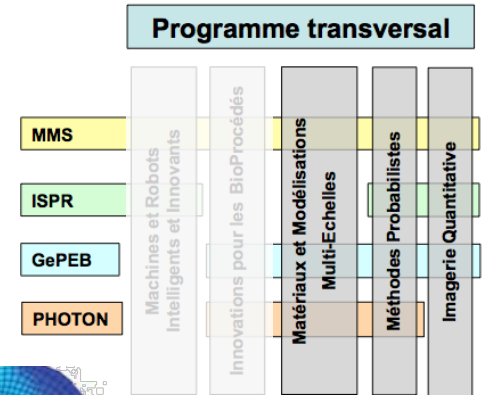 Programme transversal
MMS
ISPR
GePEB
PHOTON
Machines et Robots
Intelligents et Innovants
Innovations pour les BioProcédés
Matériaux et Modélisations
Multi-Echelles
Méthodes Probabilistes
Imagerie Quantitative